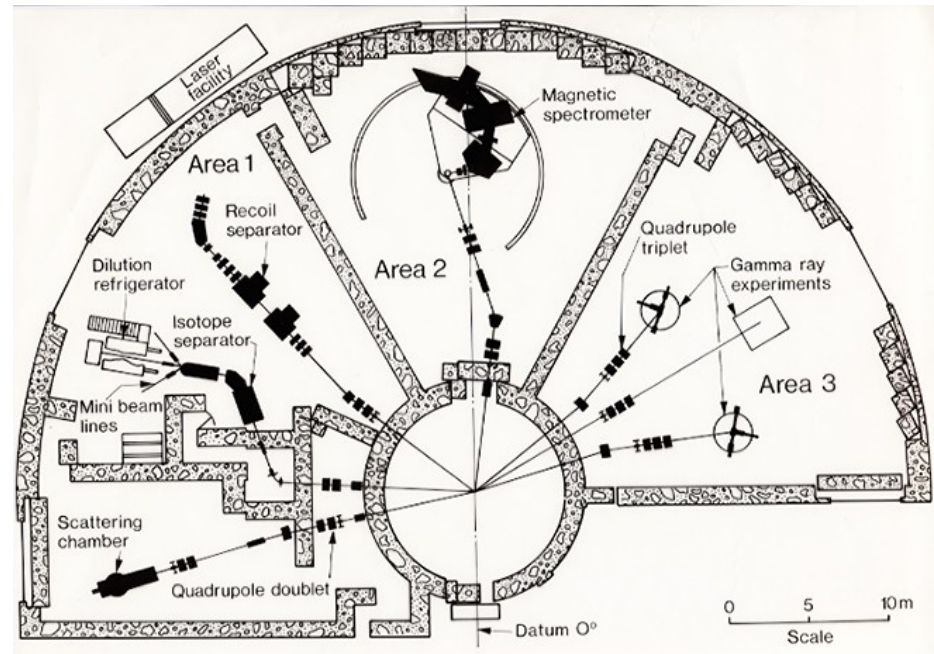 Laser
facility
Magnetic
spectrometer
Area 1
Recoil
separator
Area 2
Quadrupole
triplet
Gamma ray
experiments
Dilution
refrigerator
Isotope
separator
Area 3
Mini beam
lines
Scattering
chamber
Quadrupole doublet
0 5 10m
Scale
Datum 0°